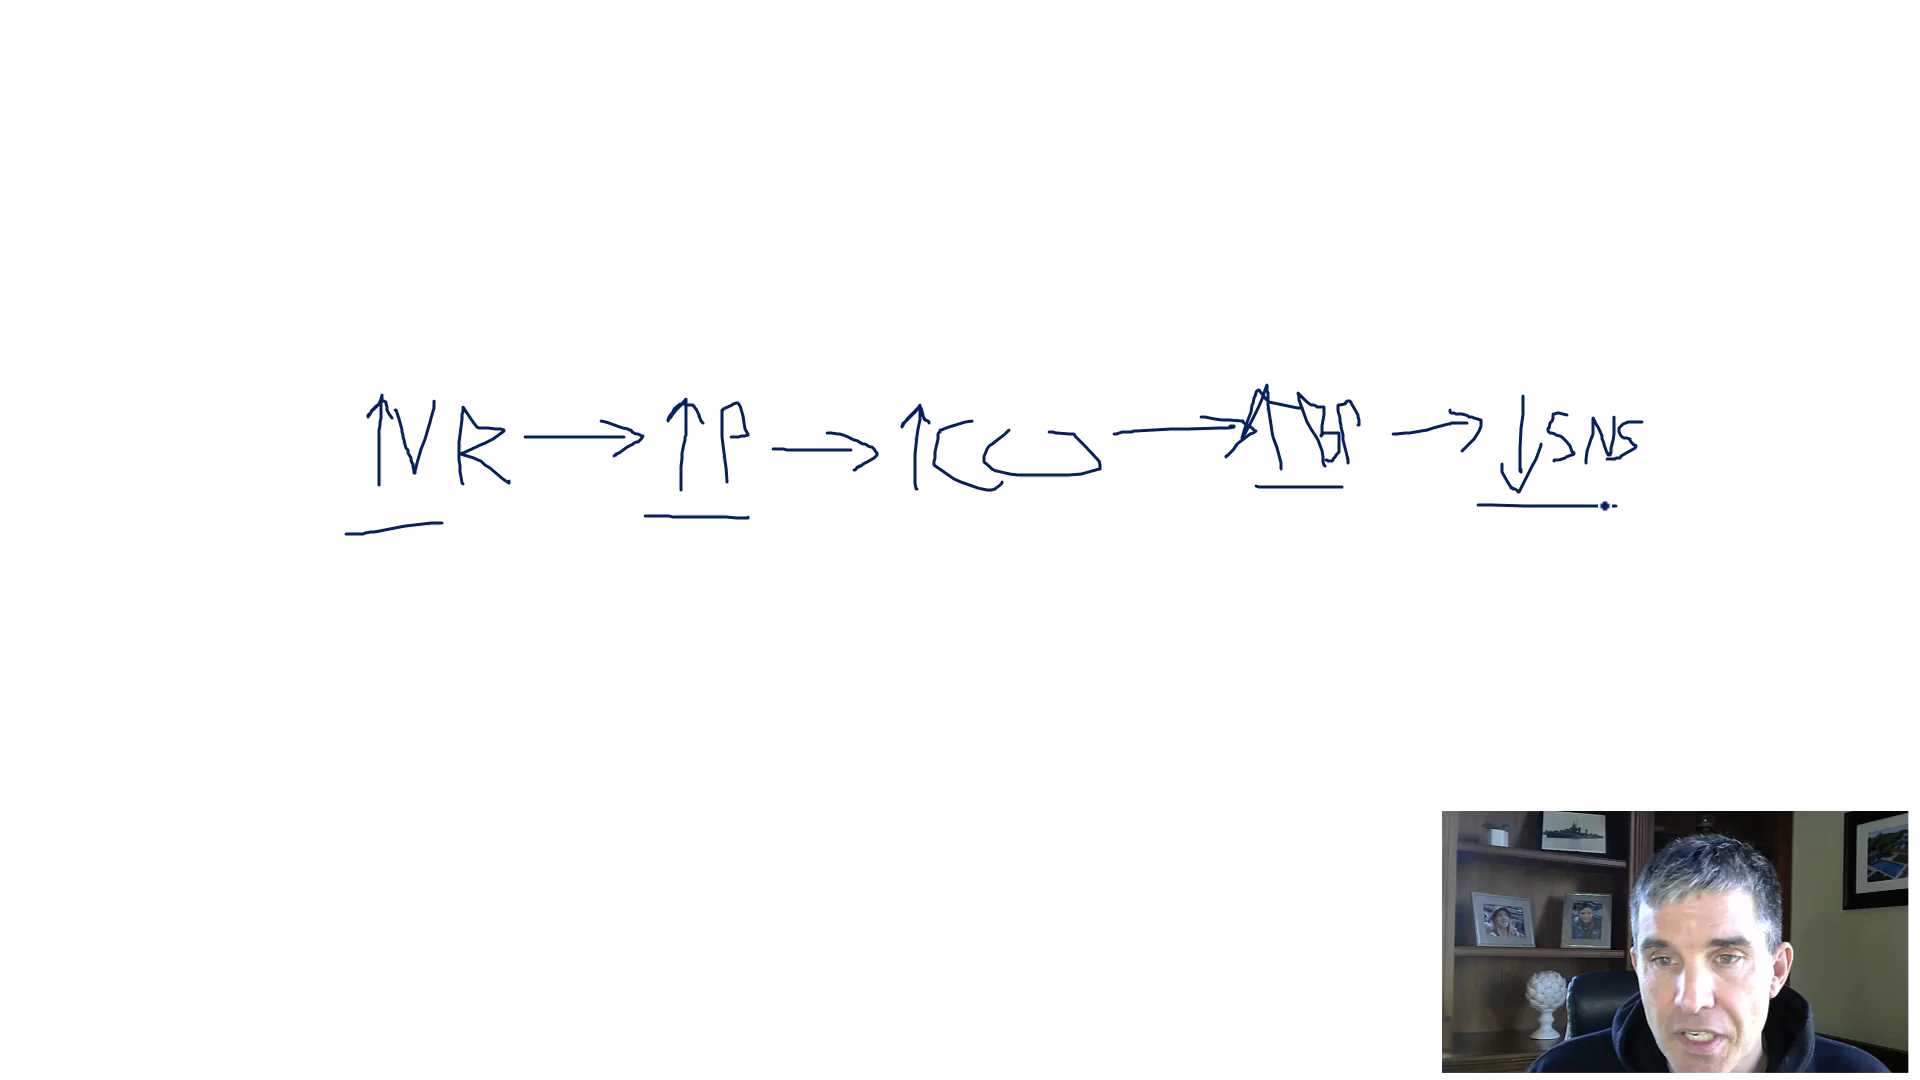 ↑VR → ↑P → ↑CO → ↑BP → ↓SNS